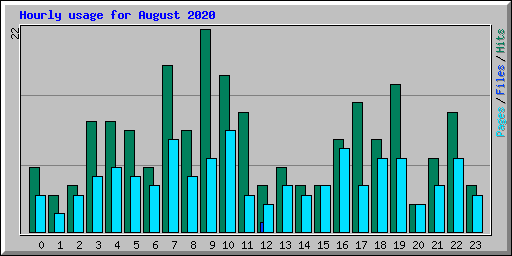 Hourly usage for August 2020
22
Pages / Files / Hits
0 1 2 3 4 5 6 7 8 9 10 11 12 13 14 15 16 17 18 19 20 21 22 23